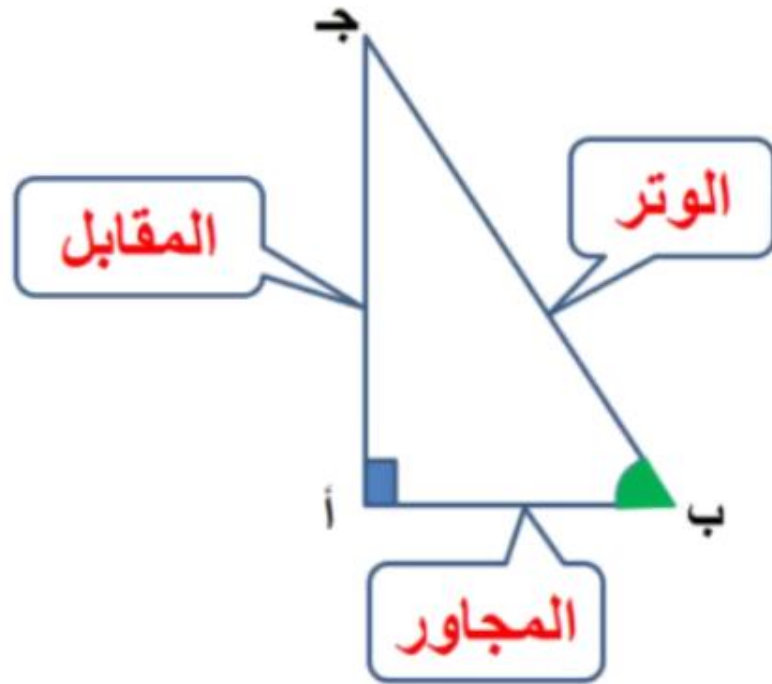 جـ
الوتر
المقابل
أ
ب
المجاور